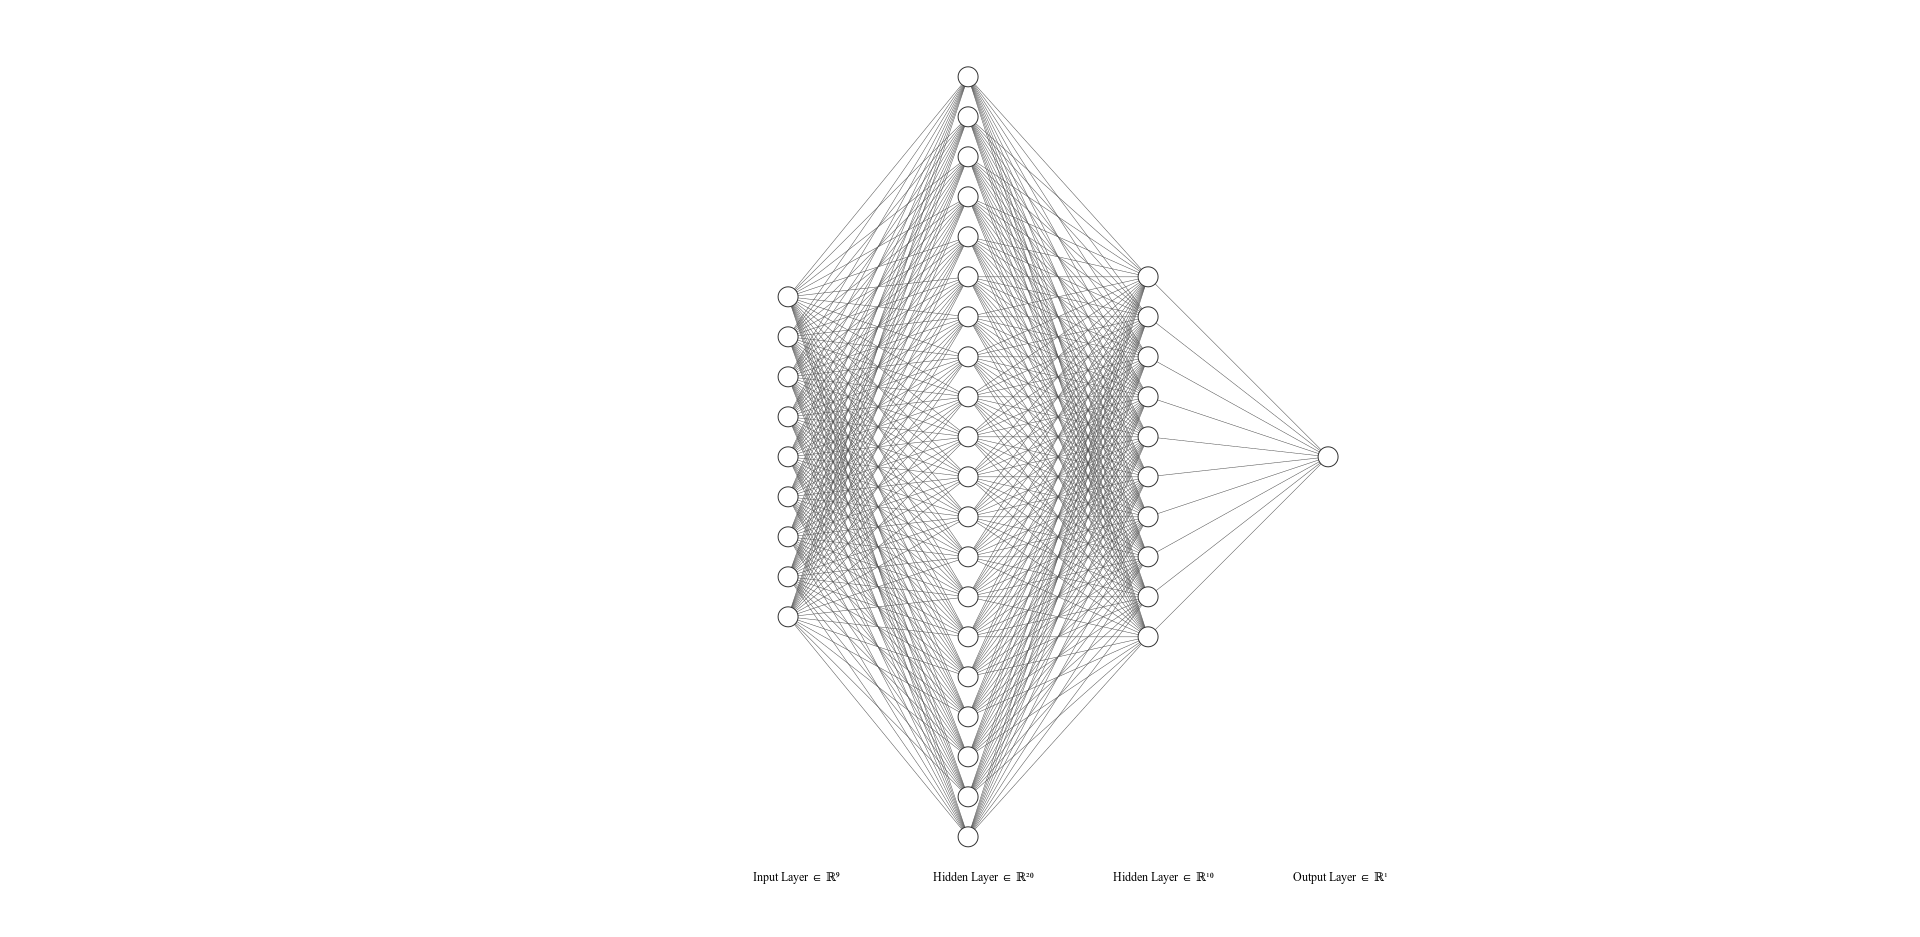 Input Layer ∈ ℝ⁹
Hidden Layer ∈ ℝ²⁰
Hidden Layer ∈ ℝ¹⁰
Output Layer ∈ ℝ¹